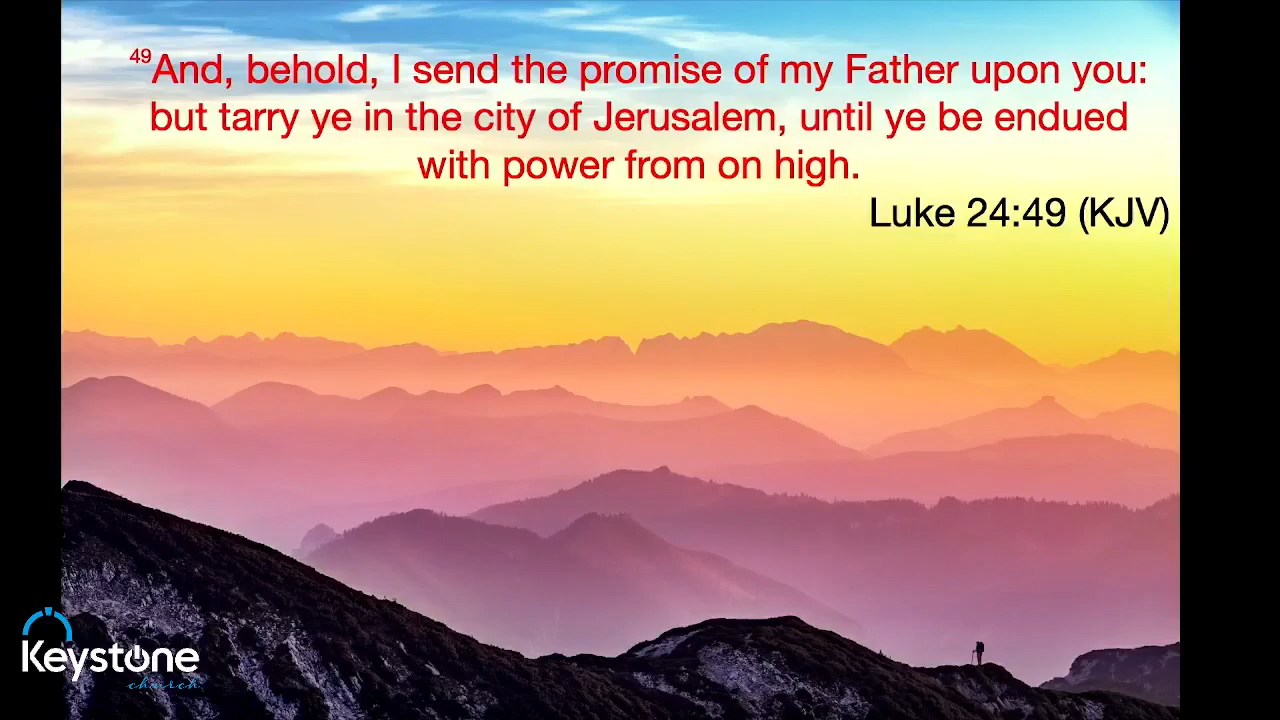 49And, behold, I send the promise of my Father upon you:
but tarry ye in the city of Jerusalem, until ye be endued
with power from on high.
Luke 24:49 (KJV)
Keystone
church